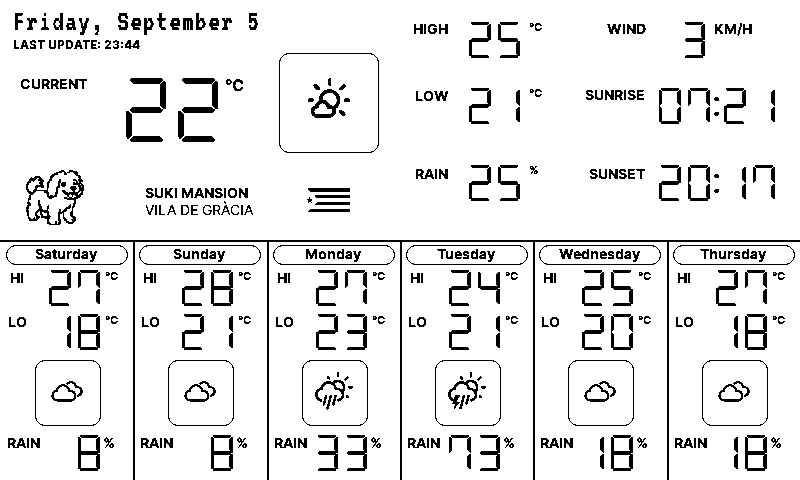 Friday, September 5
LAST UPDATE: 23:44
CURRENT 22 °C
HIGH 25 °C
WIND 3 KM/H
LOW 21 °C
SUNRISE 07:21
RAIN 25 %
SUNSET 20:17
SUKI MANSION
VILA DE GRÀCIA
Saturday
HI 27 °C
LO 18 °C
RAIN 8 %
Sunday
HI 28 °C
LO 21 °C
RAIN 8 %
Monday
HI 27 °C
LO 23 °C
RAIN 33 %
Tuesday
HI 24 °C
LO 21 °C
RAIN 73 %
Wednesday
HI 25 °C
LO 20 °C
RAIN 18 %
Thursday
HI 27 °C
LO 18 °C
RAIN 18 %